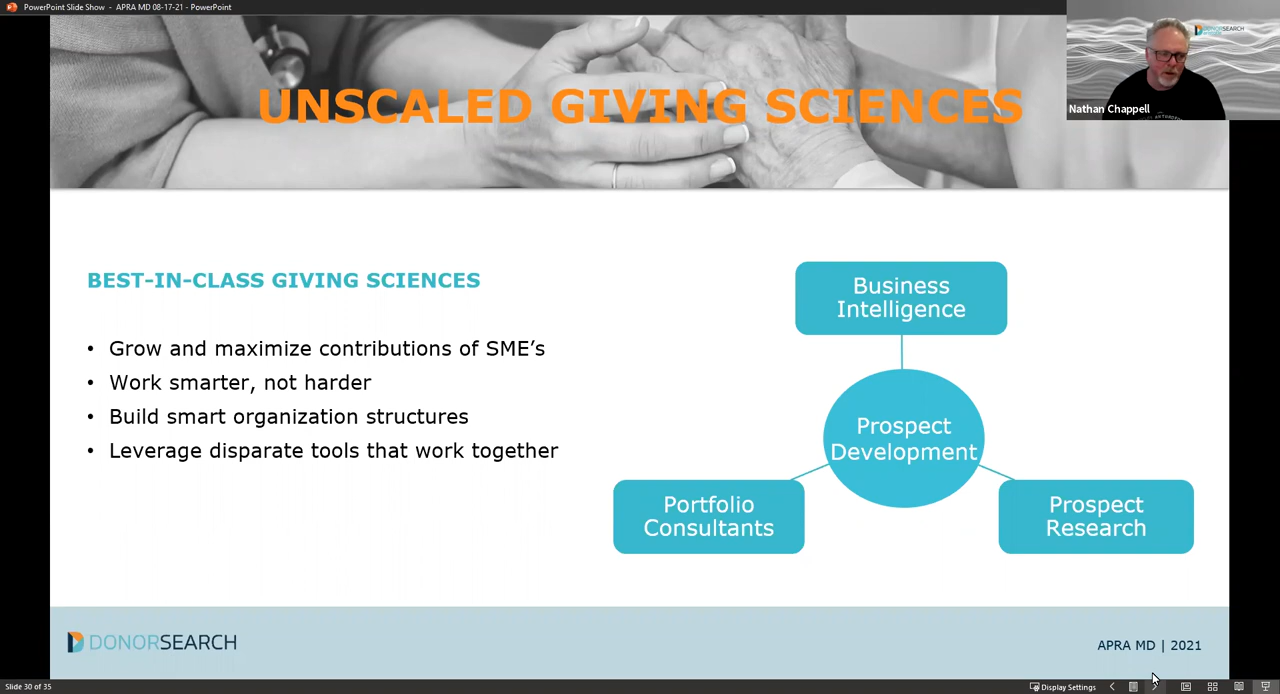 PowerPoint Slide Show - APRA MD 08-17-21 - PowerPoint
DONORSEARCH
Nathan Chappell
UNSCALED GIVING SCIENCES
BEST-IN-CLASS GIVING SCIENCES
• Grow and maximize contributions of SME's
• Work smarter, not harder
• Build smart organization structures
• Leverage disparate tools that work together
Business
Intelligence
Prospect
Development
Portfolio
Consultants
Prospect
Research
DONORSEARCH
APRA MD | 2021
Slide 30 of 35
Display Settings